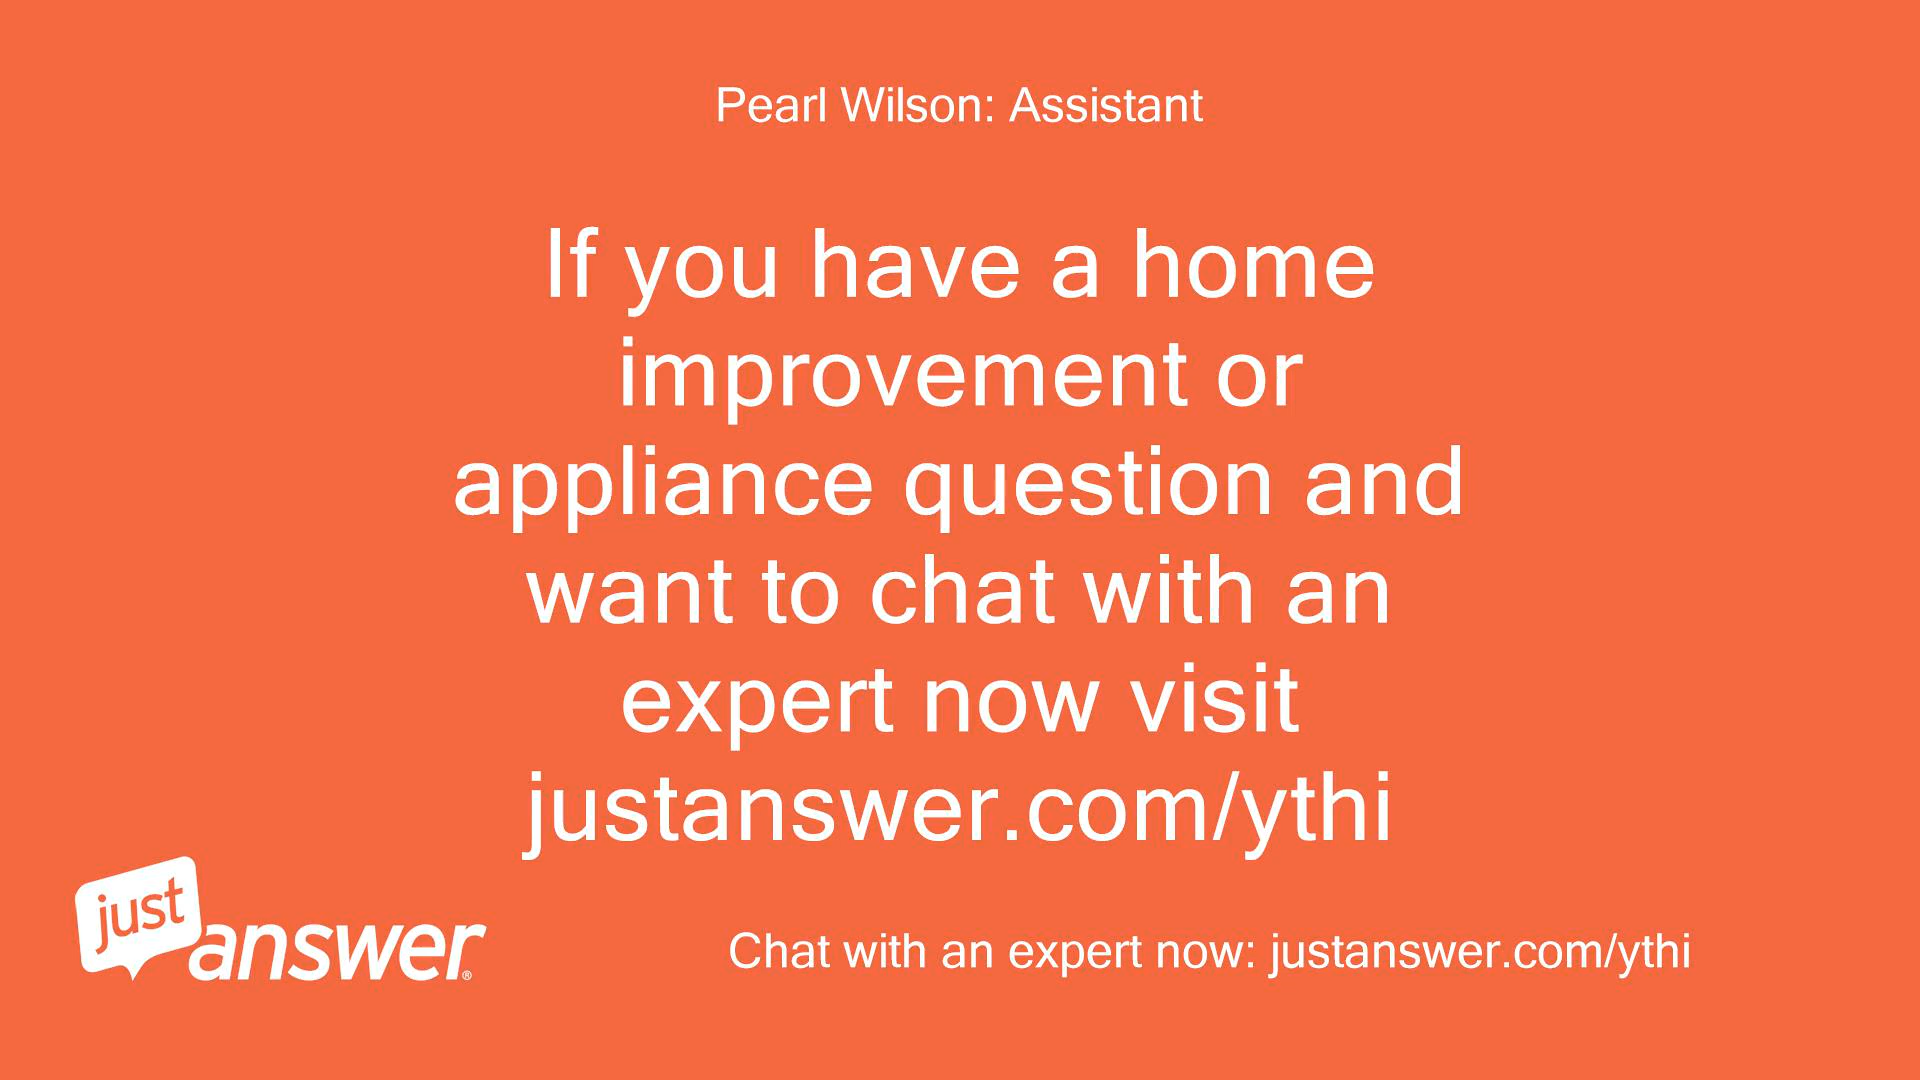 Pearl Wilson: Assistant
If you have a home
improvement or
appliance question and
want to chat with an
expert now visit
justanswer.com/ythi
just
answer®
Chat with an expert now: justanswer.com/ythi